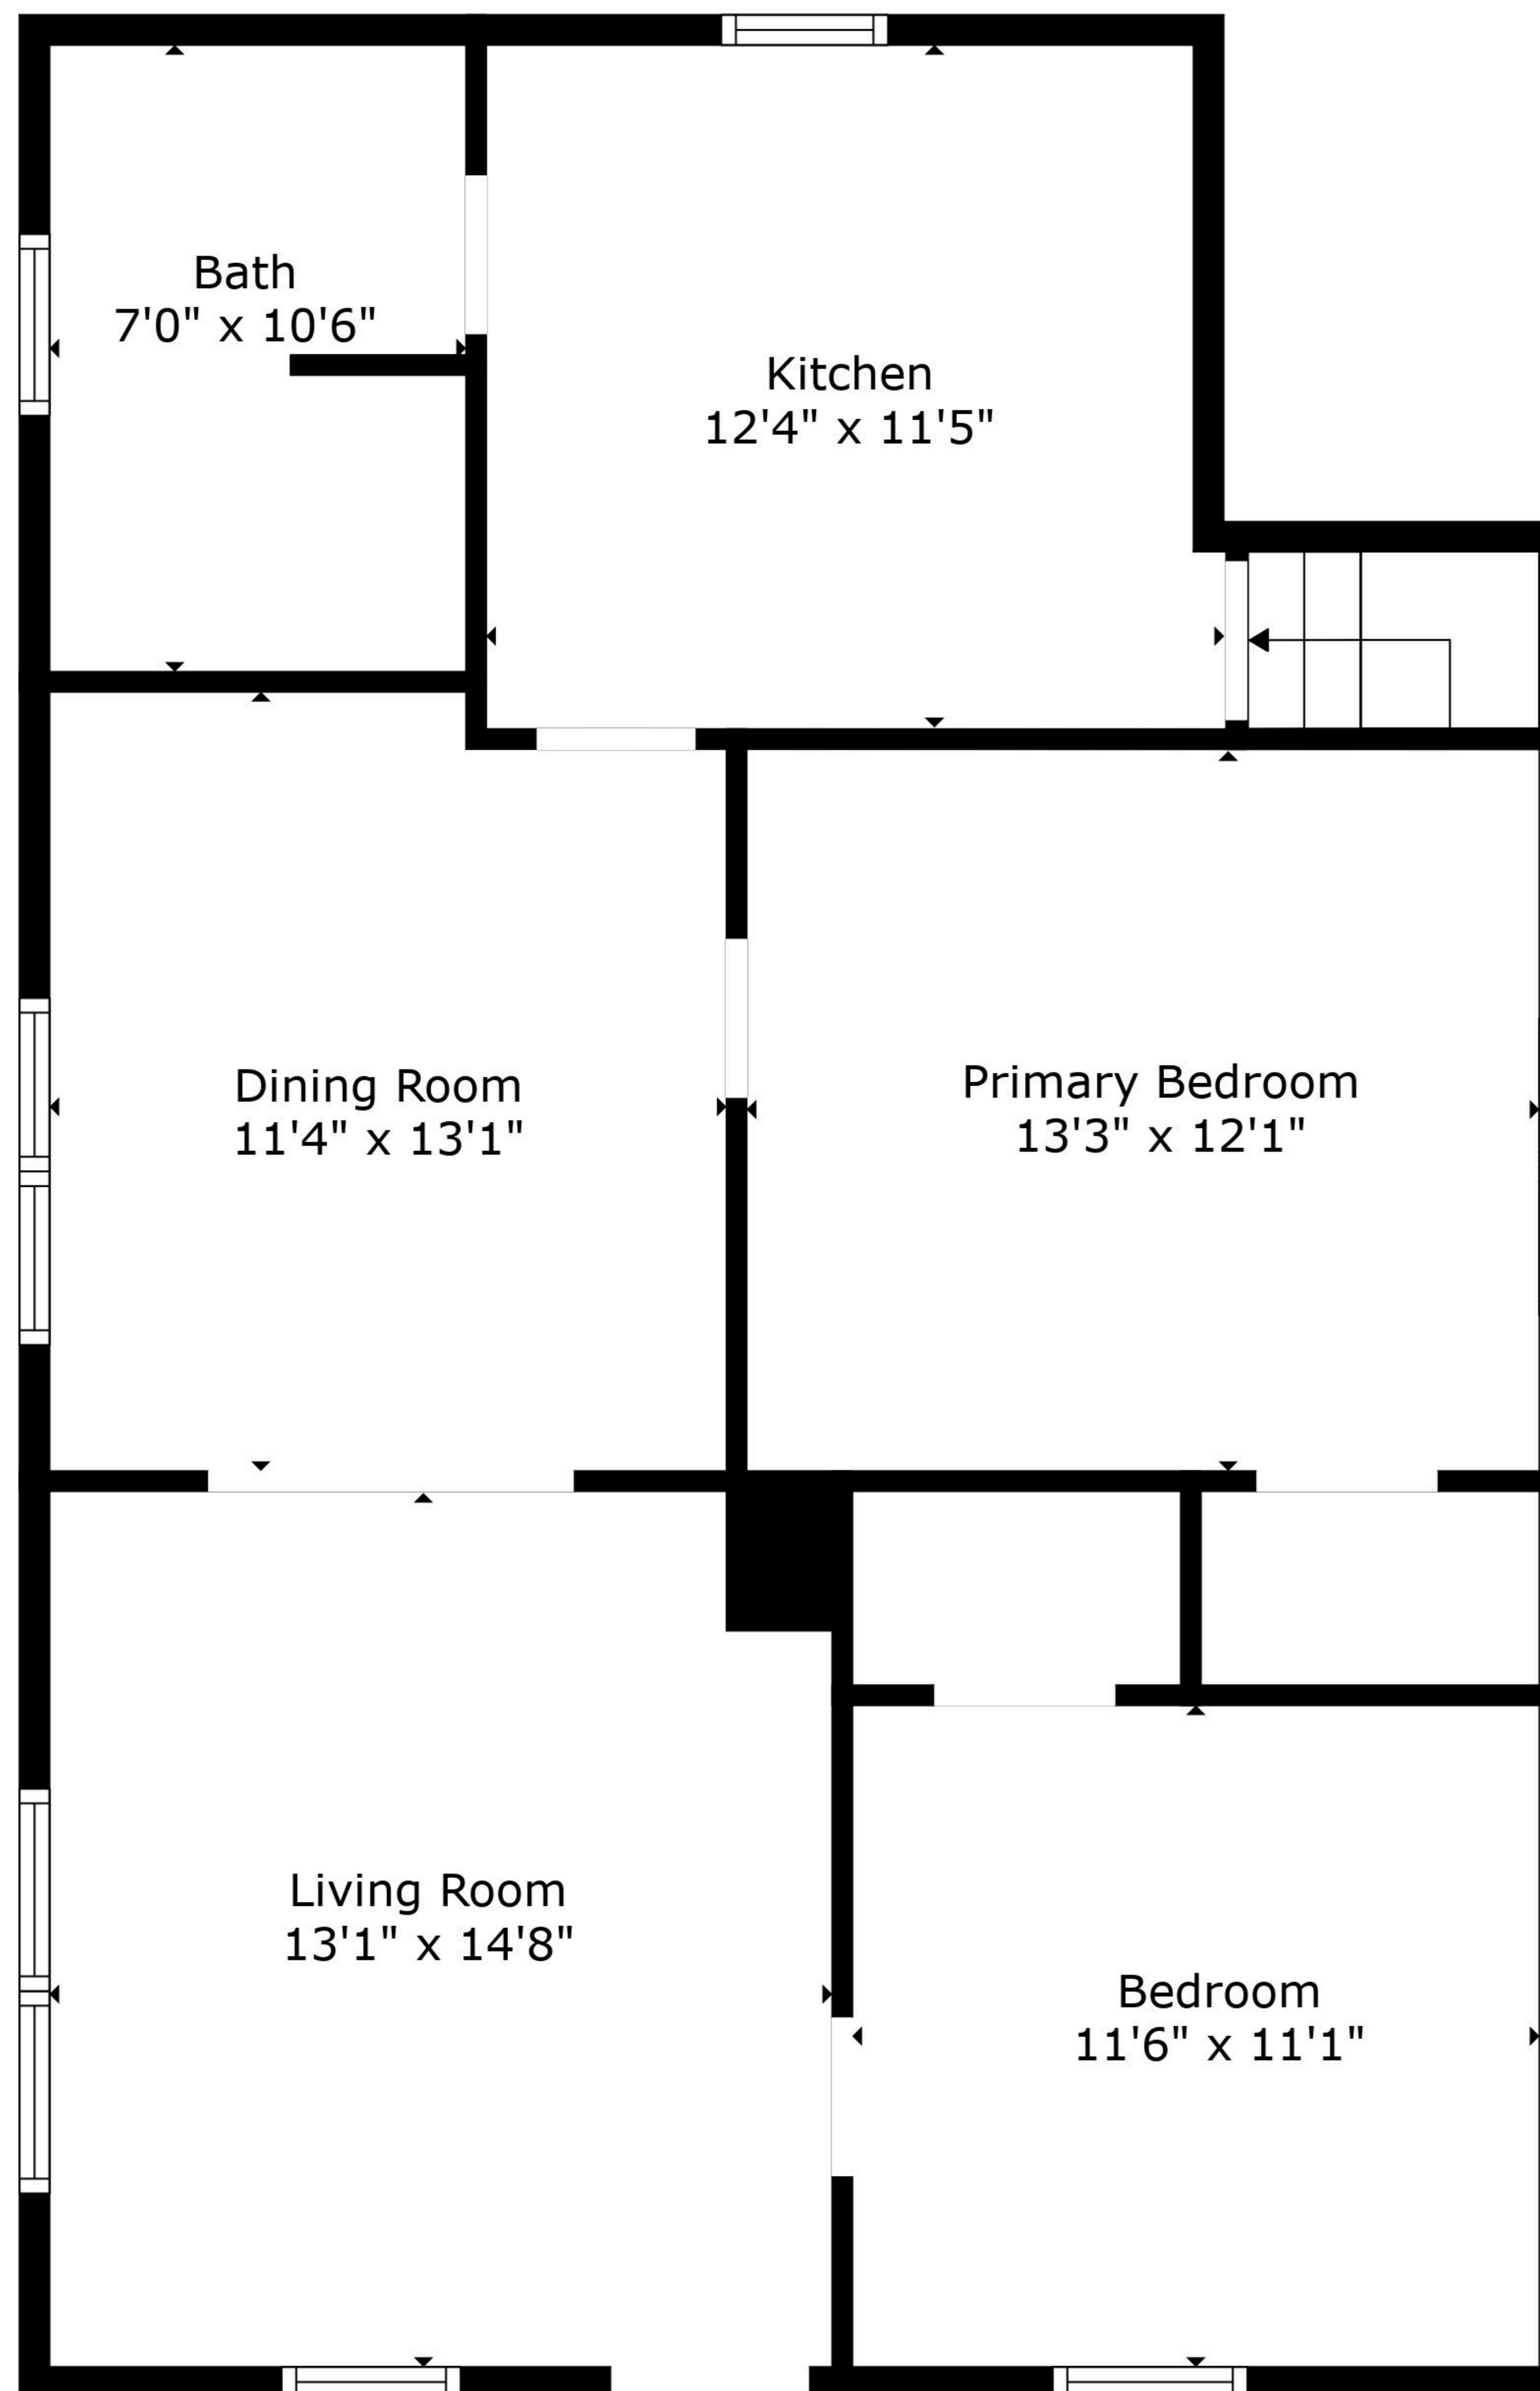 Bath
7'0" x 10'6"
Kitchen
12'4" x 11'5"
Dining Room
11'4" x 13'1"
Primary Bedroom
13'3" x 12'1"
Living Room
13'1" x 14'8"
Bedroom
11'6" x 11'1"